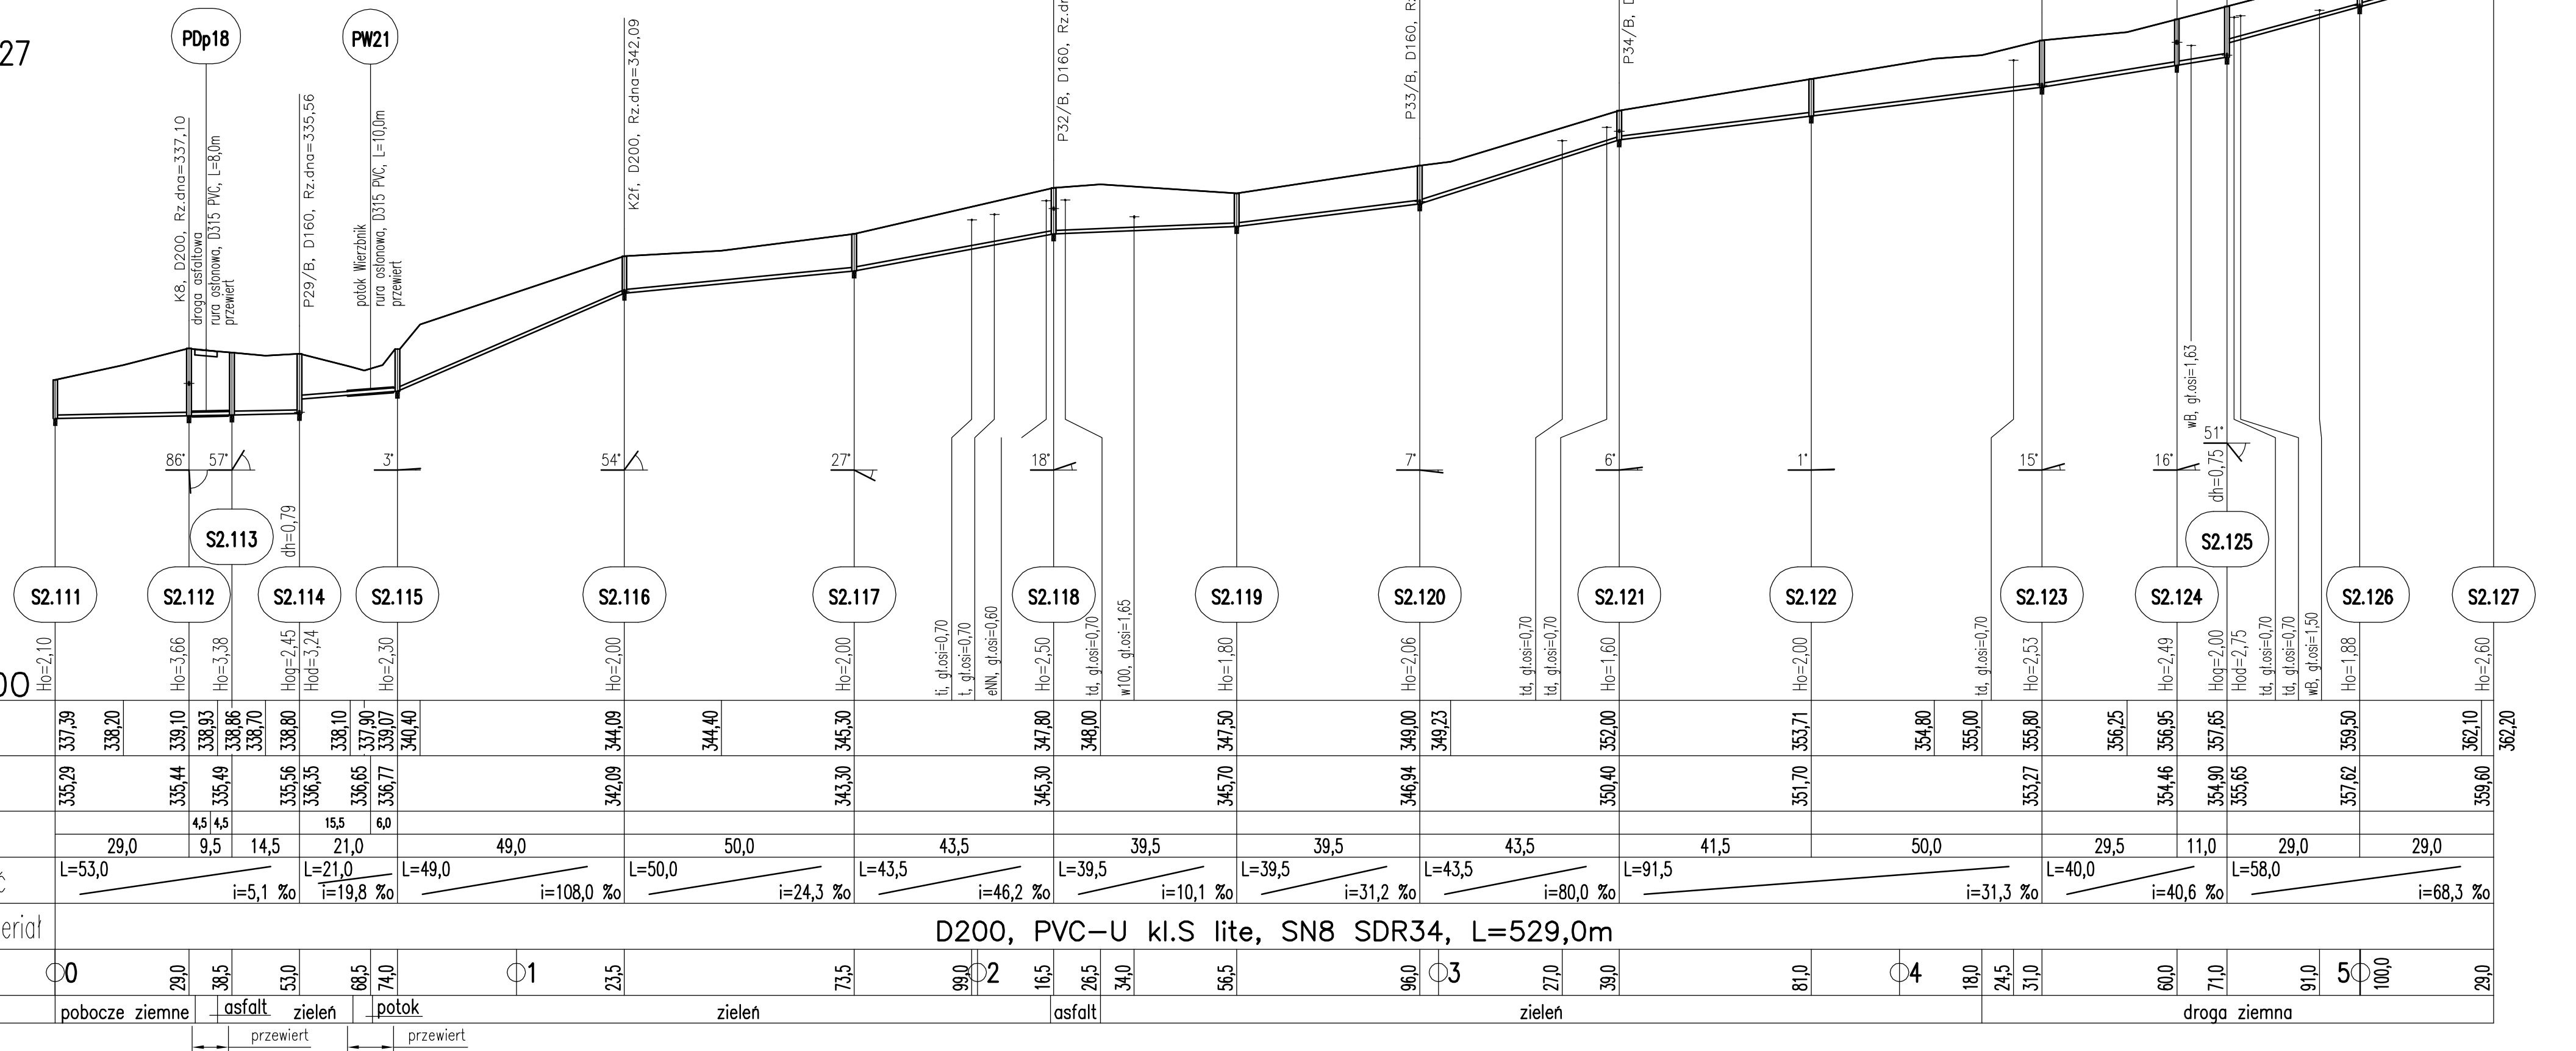 27
PDp18
PW21
K8, D200, Rz.dna=337,10
droga asfaltowa
rura osłonowa, D315 PVC, L=8,0m
przewiert
P29/B, D160, Rz.dna=335,56
potok Wierzbnik
rura osłonowa, D315 PVC, L=10,0m
przewiert
K2f, D200, Rz.dna=342,09
P32/B, D160, Rz.dn
P33/B, D160, Rz
P34/B, D
wB, gł.osi=1,63
86° 57° 3° 54° 27° 18° 7° 6° 1° 15° 16° 51°
dh=0,79
dh=0,75
S2.113
S2.125
S2.111 S2.112 S2.114 S2.115 S2.116 S2.117 S2.118 S2.119 S2.120 S2.121 S2.122 S2.123 S2.124 S2.126 S2.127
00
Ho=2,10
Ho=3,66
Ho=3,38
Hog=2,45
Hod=3,24
Ho=2,30
Ho=2,00
Ho=2,00
ti, gł.osi=0,70
t, gł.osi=0,70
eNN, gł.osi=0,60
Ho=2,50
td, gł.osi=0,70
w100, gł.osi=1,65
Ho=1,80
Ho=2,06
td, gł.osi=0,70
td, gł.osi=0,70
Ho=1,60
Ho=2,00
td, gł.osi=0,70
Ho=2,53
Ho=2,49
Hog=2,00
Hod=2,75
td, gł.osi=0,70
td, gł.osi=0,70
wB, gł.osi=1,50
Ho=1,88
Ho=2,60
337,39 338,20 339,10 338,93 338,86 338,70 338,80 338,10 337,90 339,07 340,40 344,09 344,40 345,30 347,80 348,00 347,50 349,00 349,23 352,00 353,71 354,80 355,00 355,80 356,25 356,95 357,65 359,50 362,10 362,20
335,29 335,44 335,49 335,56 336,35 336,65 336,77 342,09 343,30 345,30 345,70 346,94 350,40 351,70 353,27 354,46 354,90 355,65 357,62 359,60
4,5 4,5 15,5 6,0
29,0 9,5 14,5 21,0 49,0 50,0 43,5 39,5 39,5 43,5 41,5 50,0 29,5 11,0 29,0 29,0
L=53,0 L=21,0 L=49,0 L=50,0 L=43,5 L=39,5 L=39,5 L=43,5 L=91,5 L=40,0 L=58,0
ć i=5,1 ‰ i=19,8 ‰ i=108,0 ‰ i=24,3 ‰ i=46,2 ‰ i=10,1 ‰ i=31,2 ‰ i=80,0 ‰ i=31,3 ‰ i=40,6 ‰ i=68,3 ‰
eriał D200, PVC-U kl.S lite, SN8 SDR34, L=529,0m
0 29,0 38,5 53,0 68,5 74,0 1 23,5 73,5 99,0 2 16,5 26,5 34,0 56,5 96,0 3 27,0 39,0 81,0 4 18,0 24,5 31,0 60,0 71,0 91,0 5 100,0 29,0
pobocze ziemne asfalt zieleń potok zieleń asfalt zieleń droga ziemna
przewiert przewiert